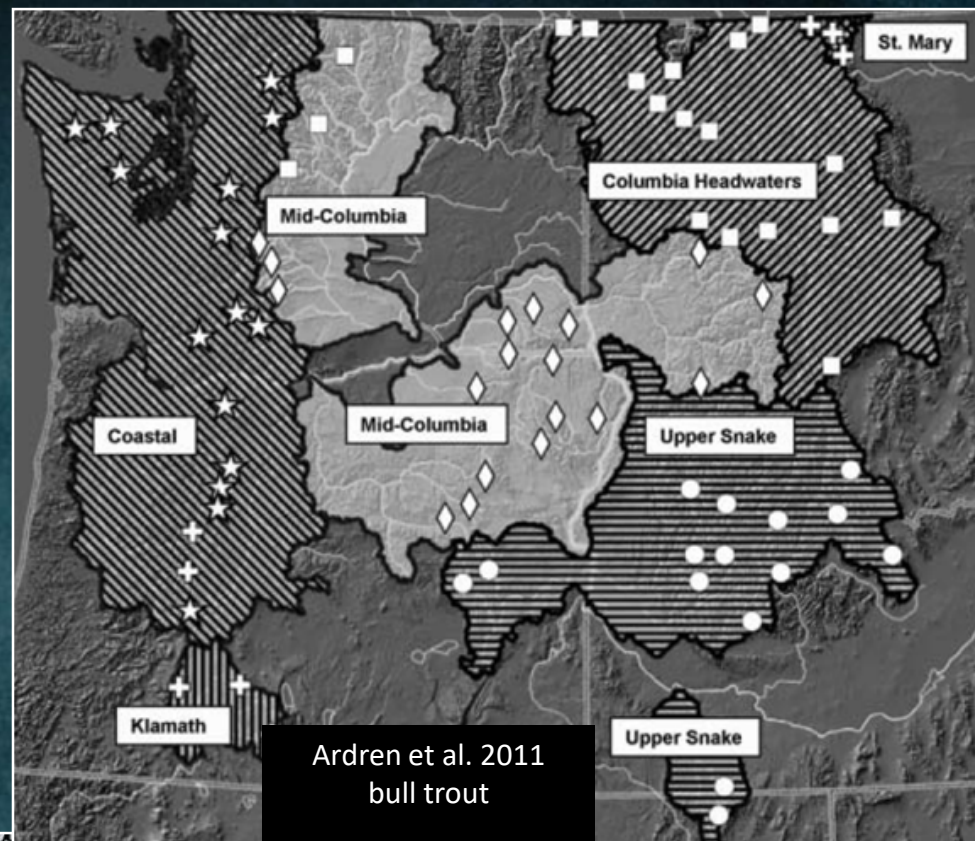 St. Mary
Columbia Headwaters
Mid-Columbia
Mid-Columbia
Coastal
Upper Snake
Klamath
Upper Snake
Ardren et al. 2011
bull trout